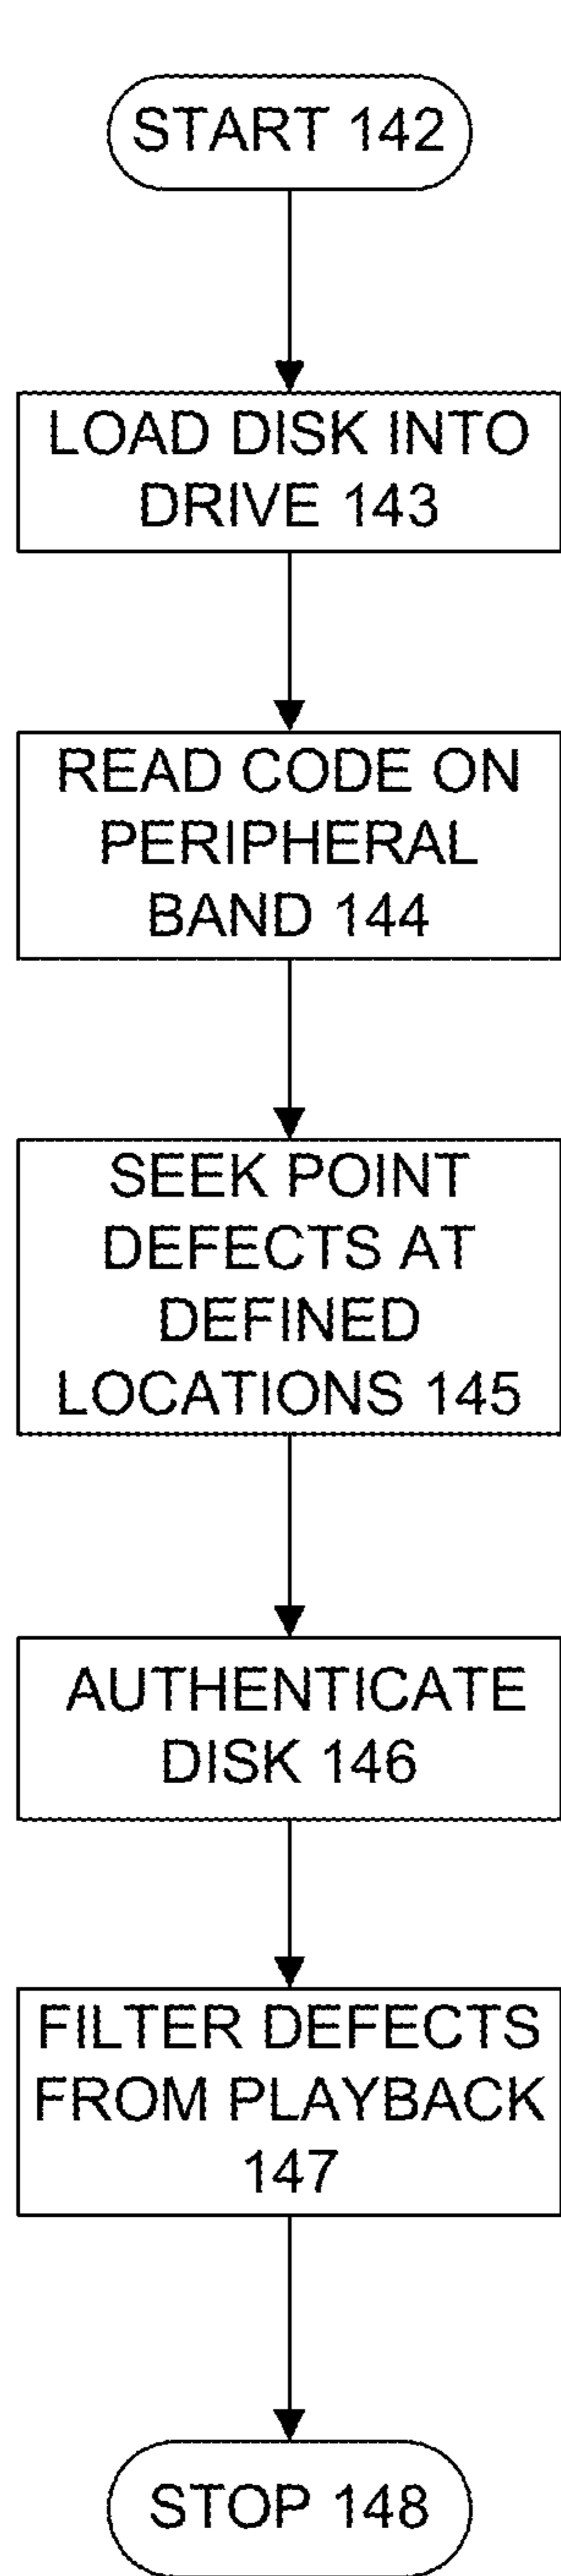 START 142
LOAD DISK INTO
DRIVE 143
READ CODE ON
PERIPHERAL
BAND 144
SEEK POINT
DEFECTS AT
DEFINED
LOCATIONS 145
AUTHENTICATE
DISK 146
FILTER DEFECTS
FROM PLAYBACK
147
STOP 148